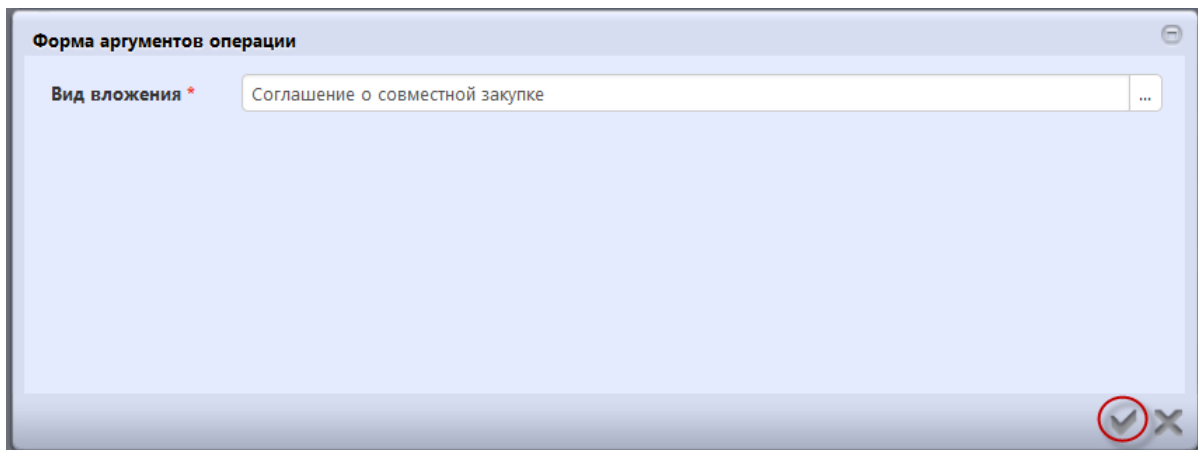 Форма аргументов операции
Вид вложения * Соглашение о совместной закупке ...